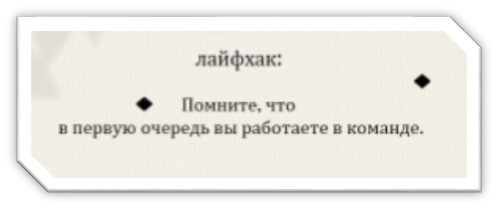 лайфхак:
Помните, что
в первую очередь вы работаете в команде.